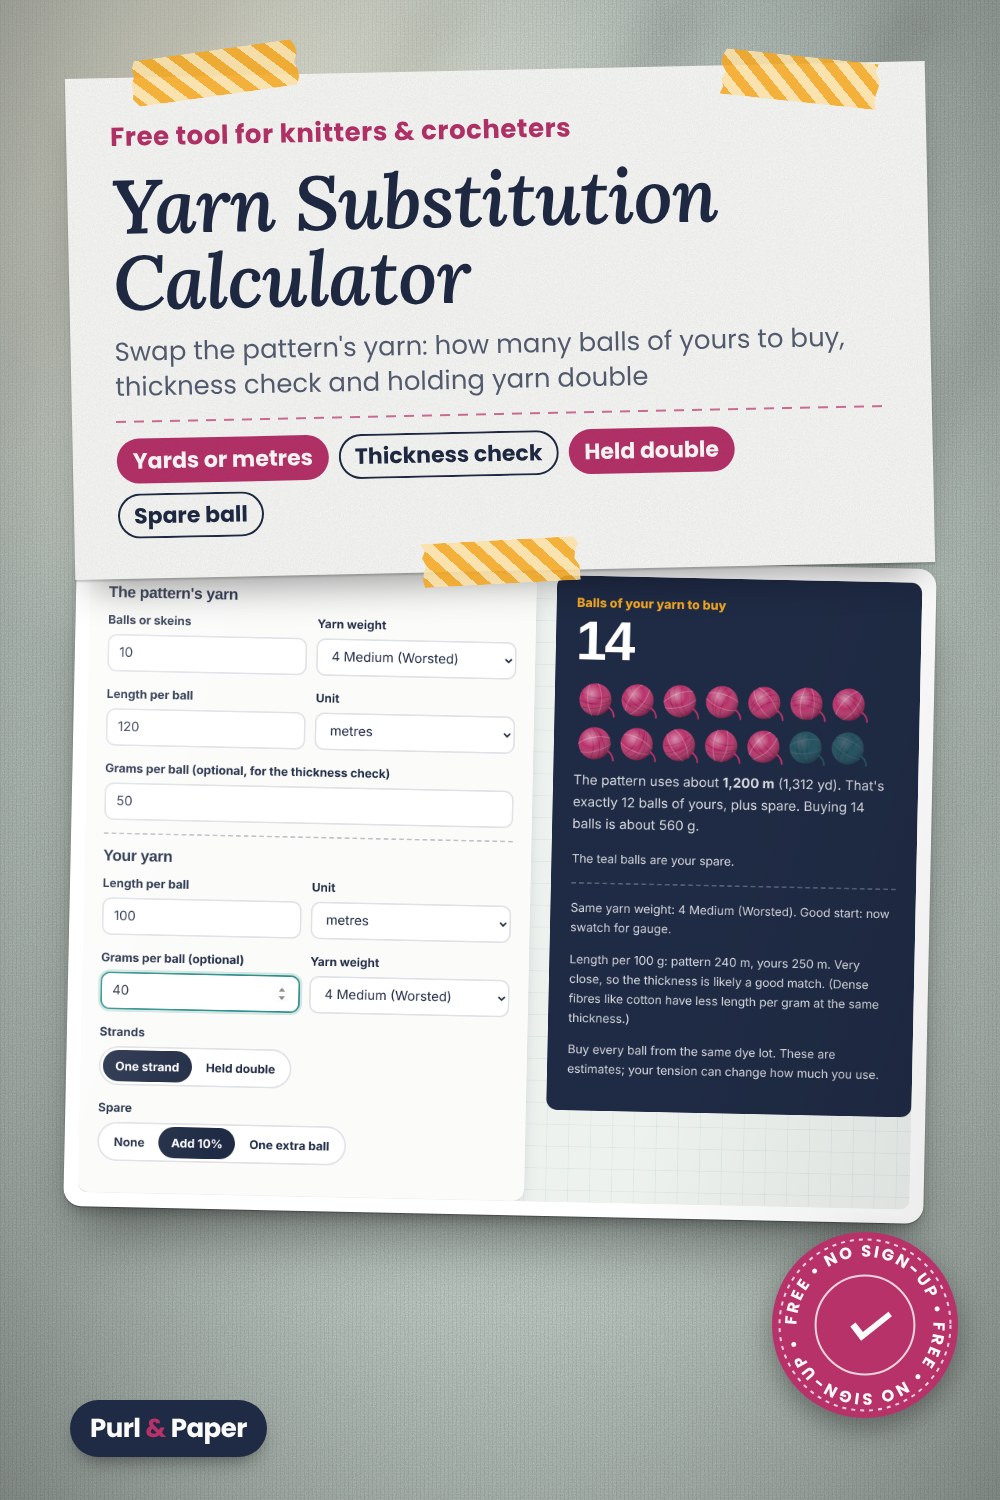 Free tool for knitters & crocheters
Yarn Substitution
Calculator
Swap the pattern's yarn: how many balls of yours to buy,
thickness check and holding yarn double
Yards or metres
Thickness check
Held double
Spare ball
The pattern's yarn
Balls or skeins
Yarn weight
10
4 Medium (Worsted)
Length per ball
Unit
120
metres
Grams per ball (optional, for the thickness check)
50
Your yarn
Length per ball
Unit
100
metres
Grams per ball (optional)
Yarn weight
40
4 Medium (Worsted)
Strands
One strand
Held double
Spare
None
Add 10%
One extra ball
Balls of your yarn to buy
14
The pattern uses about 1,200 m (1,312 yd). That's
exactly 12 balls of yours, plus spare. Buying 14
balls is about 560 g.
The teal balls are your spare.
Same yarn weight: 4 Medium (Worsted). Good start: now
swatch for gauge.
Length per 100 g: pattern 240 m, yours 250 m. Very
close, so the thickness is likely a good match. (Dense
fibres like cotton have less length per gram at the same
thickness.)
Buy every ball from the same dye lot. These are
estimates; your tension can change how much you use.
FREE • NO SIGN-UP • FREE • NO SIGN-UP •
Purl & Paper